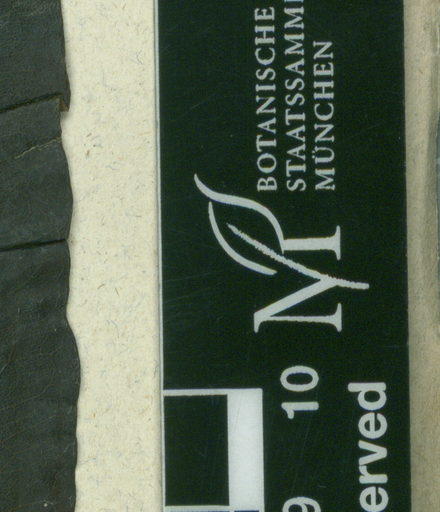 BOTANISCHE
STAATSSAMM
MÜNCHEN
M
9 10
erved